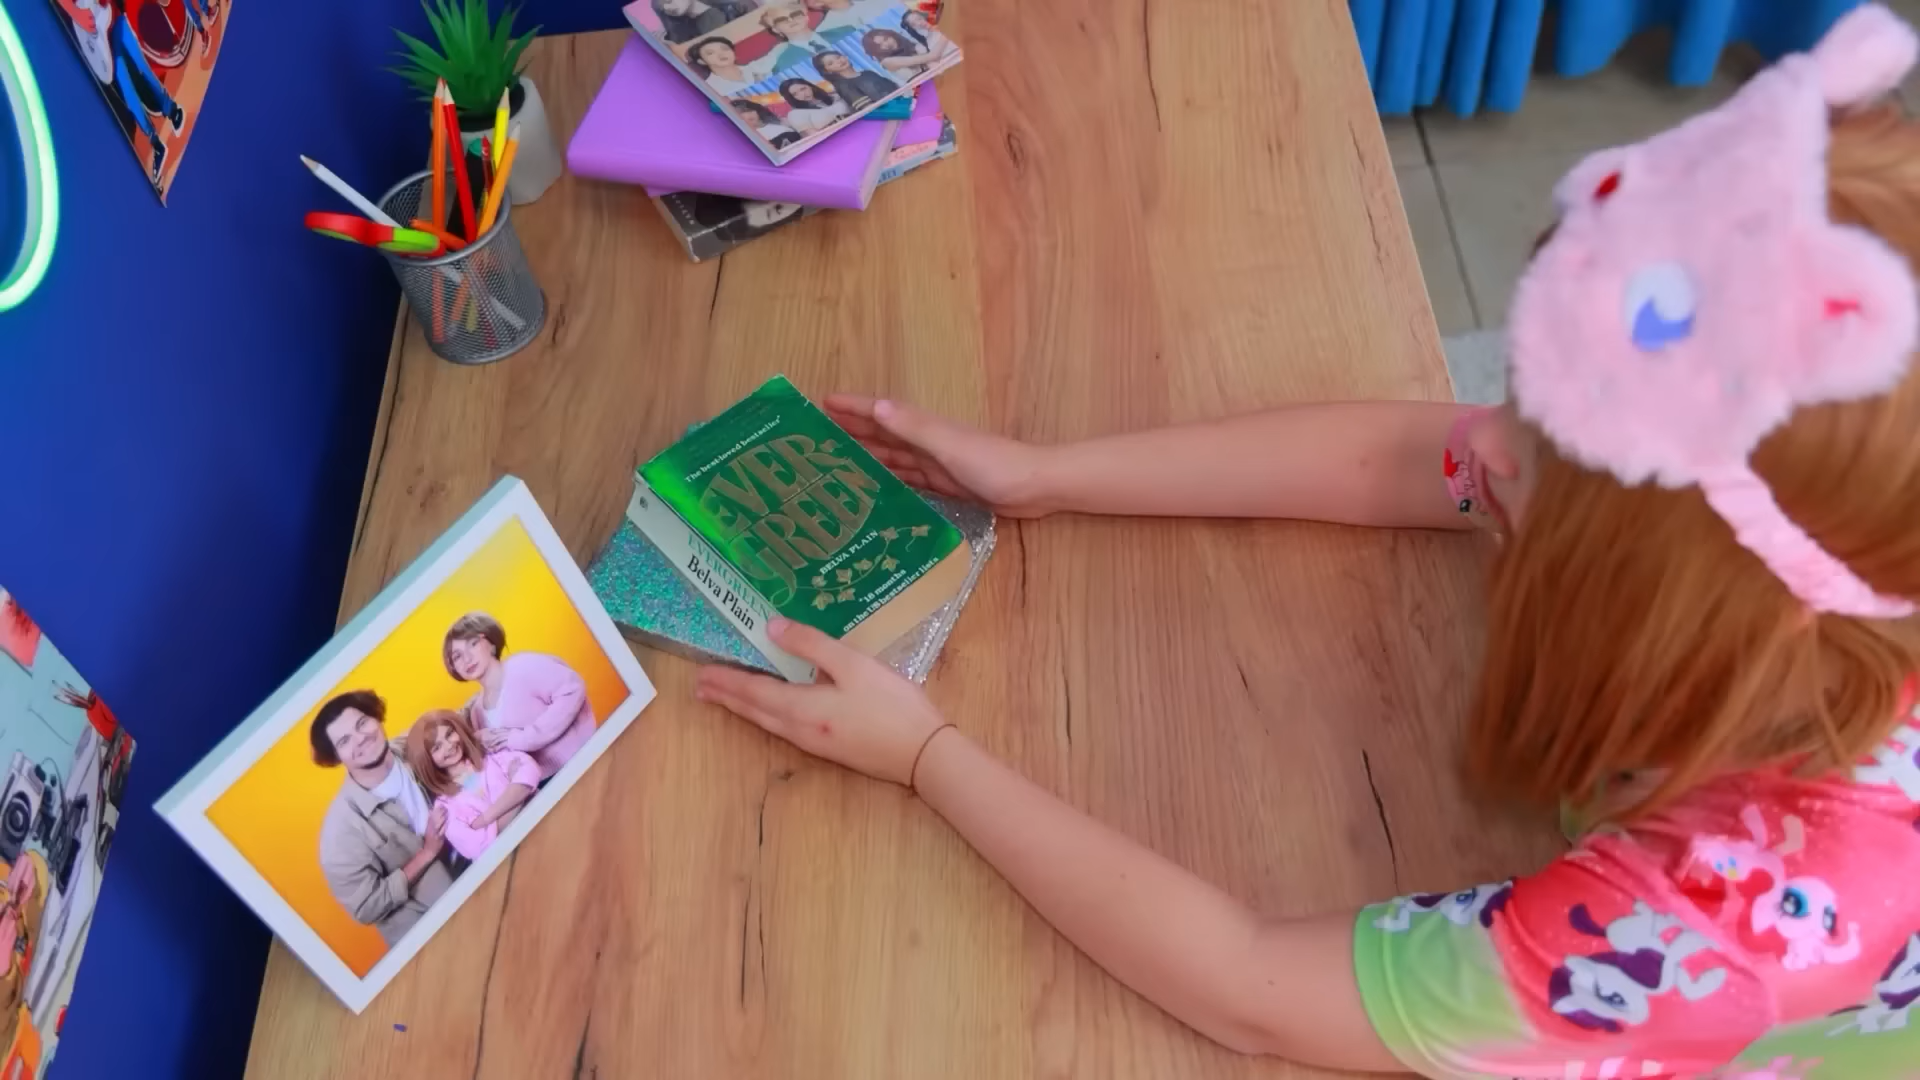 The best-loved bestseller*
EVER-
GREEN
BELVA PLAIN
*18 months
on the US bestseller lists
EVERGREEN
Belva Plain